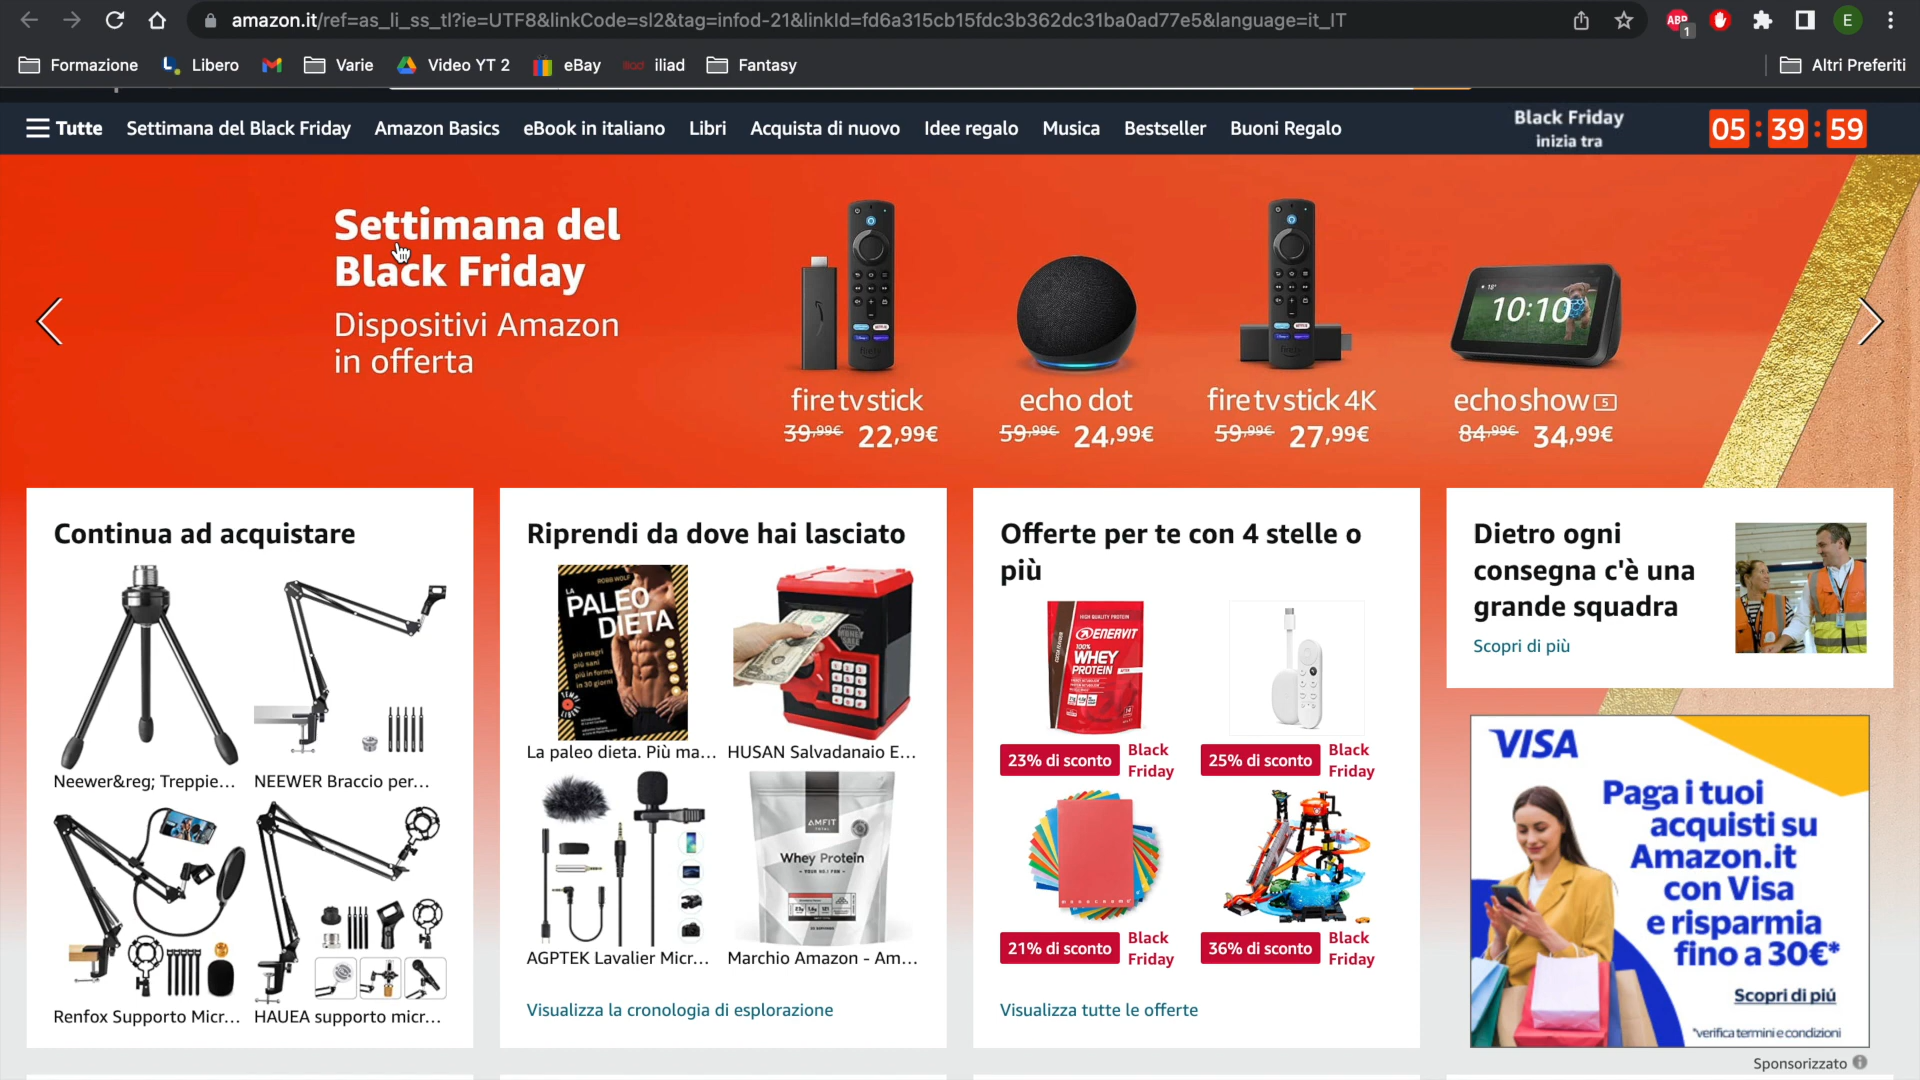 amazon.it/ref=as_li_ss_tl?ie=UTF8&linkCode=sl2&tag=infod-21&linkId=fd6a315cb15fdc3b362dc31ba0ad77e5&language=it_IT
ABP
1
E
Formazione
Libero
Varie
Video YT 2
eBay
iliad
Fantasy
Altri Preferiti
Tutte
Settimana del Black Friday
Amazon Basics
eBook in italiano
Libri
Acquista di nuovo
Idee regalo
Musica
Bestseller
Buoni Regalo
Black Friday
inizia tra
05 : 39 : 59
Settimana del
Black Friday
Dispositivi Amazon
in offerta
fire tv stick
39,99€ 22,99€
echo dot
59,99€ 24,99€
fire tv stick 4K
59,99€ 27,99€
10:10
echo show 5
84,99€ 34,99€
Continua ad acquistare
Neewer&reg; Treppie...
NEEWER Braccio per...
Renfox Supporto Micr...
HAUEA supporto micr...
Riprendi da dove hai lasciato
ROBB WOLF
LA
PALEO
DIETA
più magri
più sani
più in forma
in 30 giorni
La paleo dieta. Più ma...
HUSAN Salvadanaio E...
AMFIT
Whey Protein
AGPTEK Lavalier Micr...
Marchio Amazon - Am...
Visualizza la cronologia di esplorazione
Offerte per te con 4 stelle o
più
HIGH QUALITY PROTEIN
ENERVIT
100%
WHEY
PROTEIN
23% di sconto
Black
Friday
25% di sconto
Black
Friday
21% di sconto
Black
Friday
36% di sconto
Black
Friday
Visualizza tutte le offerte
Dietro ogni
consegna c'è una
grande squadra
Scopri di più
VISA
Paga i tuoi
acquisti su
Amazon.it
con Visa
e risparmia
fino a 30€*
Scopri di più
*verifica termini e condizioni
Sponsorizzato